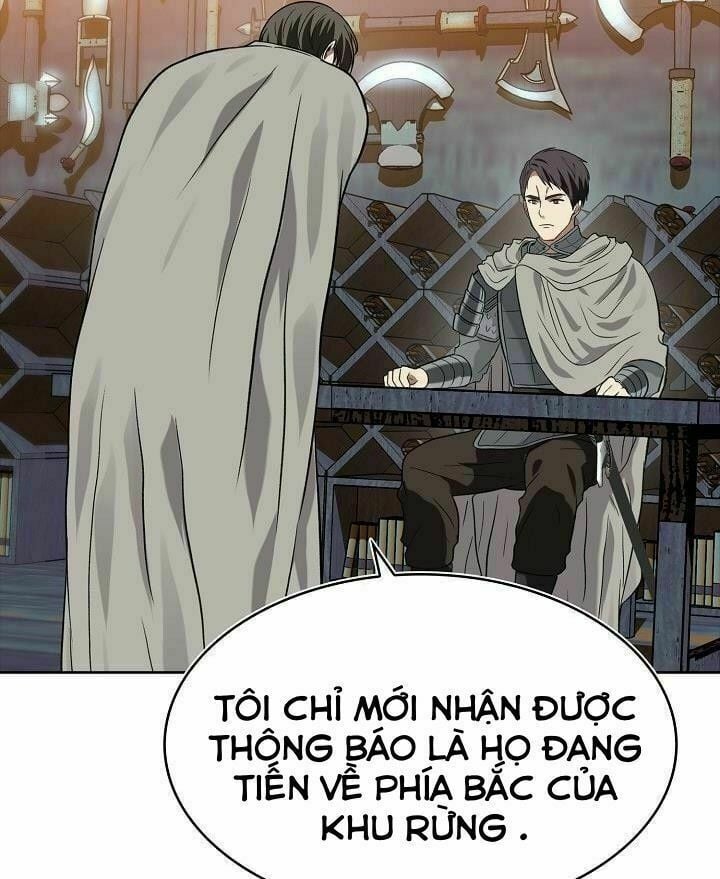 TÔI CHỈ MỚI NHẬN ĐƯỢC
THÔNG BÁO LÀ HỌ ĐANG
TIẾN VỀ PHÍA BẮC CỦA
KHU RỪNG .